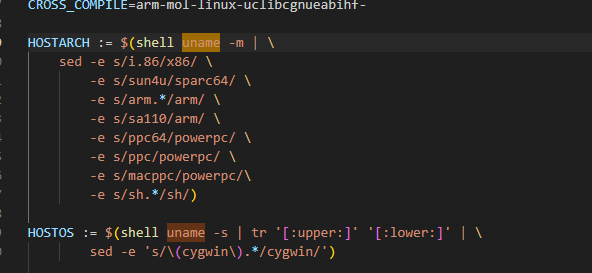 CROSS_COMPILE=arm-mol-linux-uclibcgnueabihf-
HOSTARCH := $(shell uname -m | \
sed -e s/i.86/x86/ \
-e s/sun4u/sparc64/ \
-e s/arm.*/arm/ \
-e s/sa110/arm/ \
-e s/ppc64/powerpc/ \
-e s/ppc/powerpc/ \
-e s/macppc/powerpc/\
-e s/sh.*/sh/)
HOSTOS := $(shell uname -s | tr '[:upper:]' '[:lower:]' | \
sed -e 's/\(cygwin\).*/cygwin/')